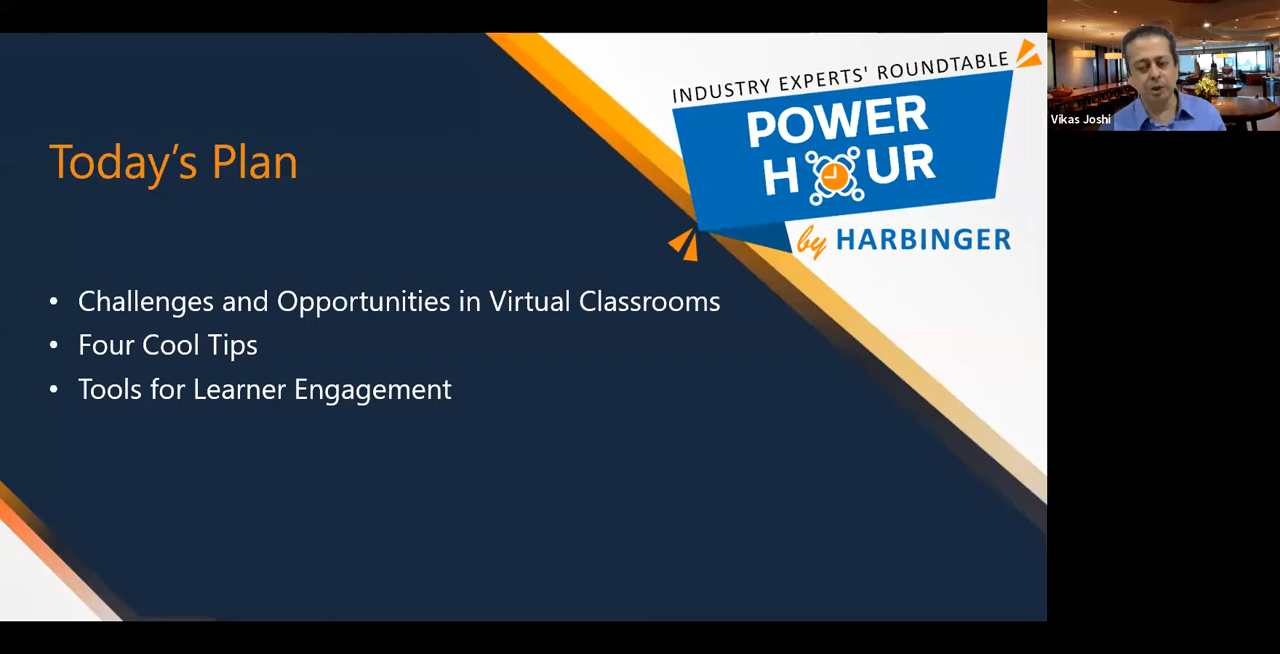 Today's Plan
• Challenges and Opportunities in Virtual Classrooms
• Four Cool Tips
• Tools for Learner Engagement
INDUSTRY EXPERTS' ROUNDTABLE
POWER
HOUR
by HARBINGER
Vikas Joshi